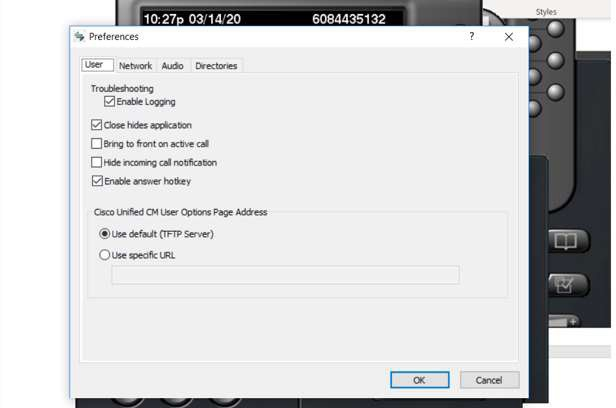 Styles
10:27p 03/14/20 6084435132
Preferences
User Network Audio Directories
Troubleshooting
Enable Logging
Close hides application
Bring to front on active call
Hide incoming call notification
Enable answer hotkey
Cisco Unified CM User Options Page Address
Use default (TFTP Server)
Use specific URL
OK Cancel